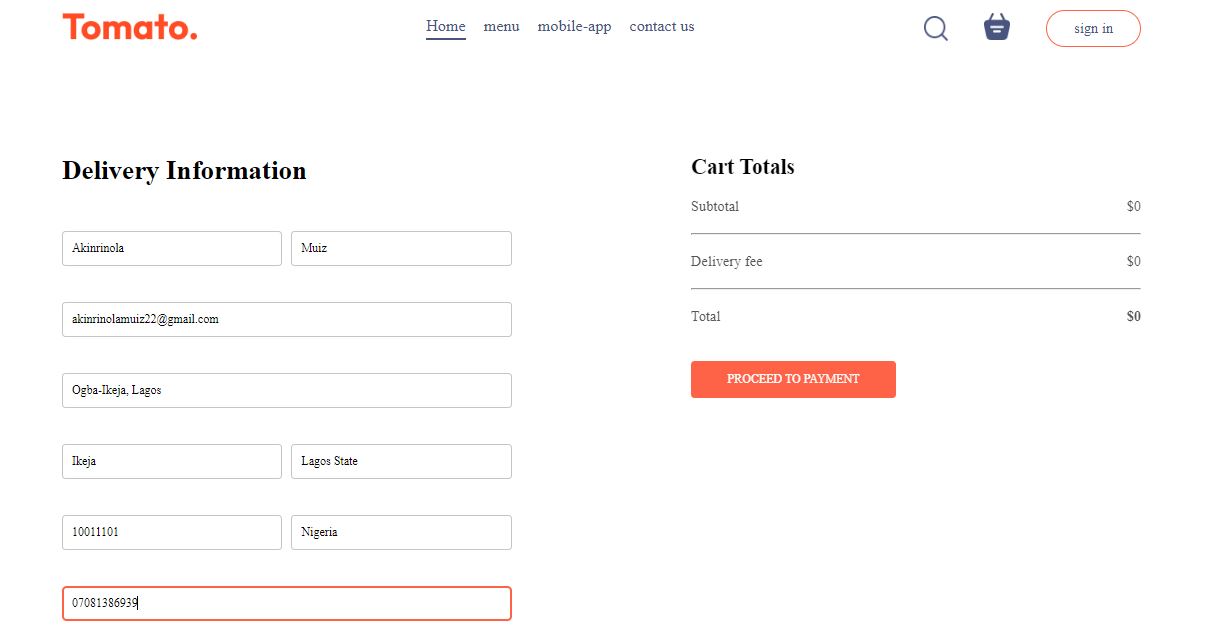 Tomato.
Home menu mobile-app contact us sign in
Delivery Information
Akinrinola Muiz
akinrinolamuiz22@gmail.com
Ogba-Ikeja, Lagos
Ikeja Lagos State
10011101 Nigeria
07081386939
Cart Totals
Subtotal $0
Delivery fee $0
Total $0
PROCEED TO PAYMENT